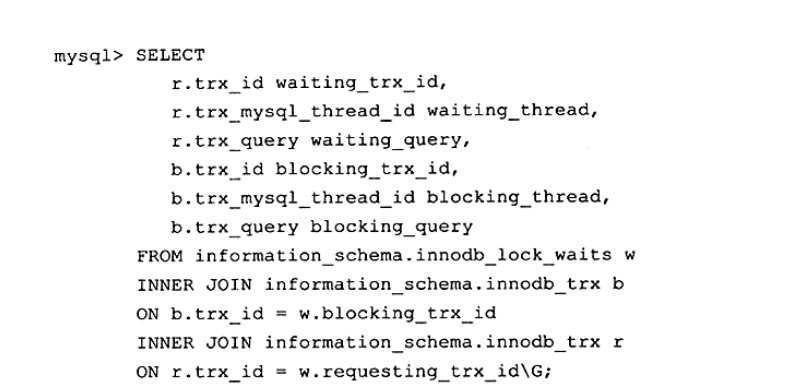 mysql> SELECT
r.trx_id waiting_trx_id,
r.trx_mysql_thread_id waiting_thread,
r.trx_query waiting_query,
b.trx_id blocking_trx_id,
b.trx_mysql_thread_id blocking_thread,
b.trx_query blocking_query
FROM information_schema.innodb_lock_waits w
INNER JOIN information_schema.innodb_trx b
ON b.trx_id = w.blocking_trx_id
INNER JOIN information_schema.innodb_trx r
ON r.trx_id = w.requesting_trx_id\G;